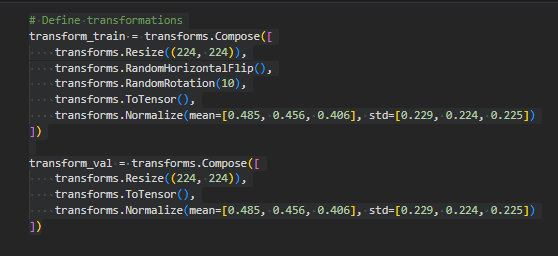 # Define transformations
transform_train = transforms.Compose([
    transforms.Resize((224, 224)),
    transforms.RandomHorizontalFlip(),
    transforms.RandomRotation(10),
    transforms.ToTensor(),
    transforms.Normalize(mean=[0.485, 0.456, 0.406], std=[0.229, 0.224, 0.225])
])

transform_val = transforms.Compose([
    transforms.Resize((224, 224)),
    transforms.ToTensor(),
    transforms.Normalize(mean=[0.485, 0.456, 0.406], std=[0.229, 0.224, 0.225])
])